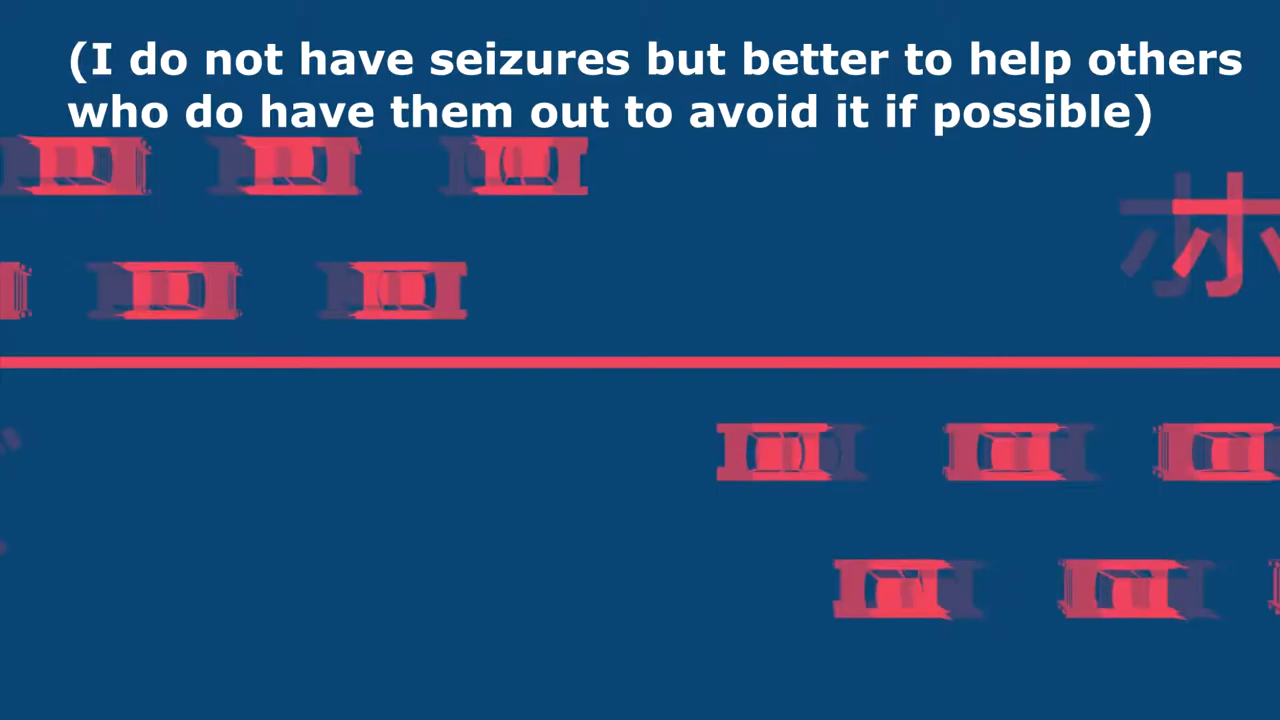 (I do not have seizures but better to help others
who do have them out to avoid it if possible)